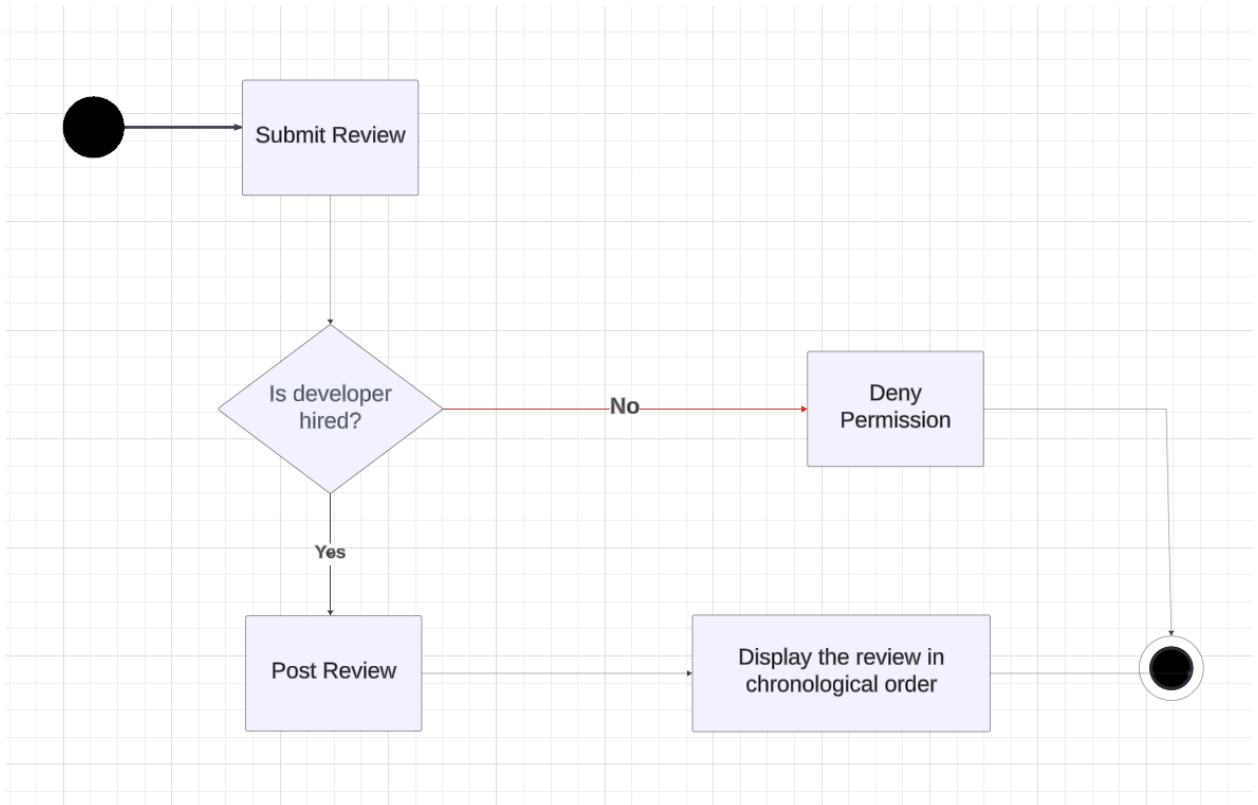 Submit Review
Is developer
hired?
No
Deny
Permission
Yes
Post Review
Display the review in
chronological order